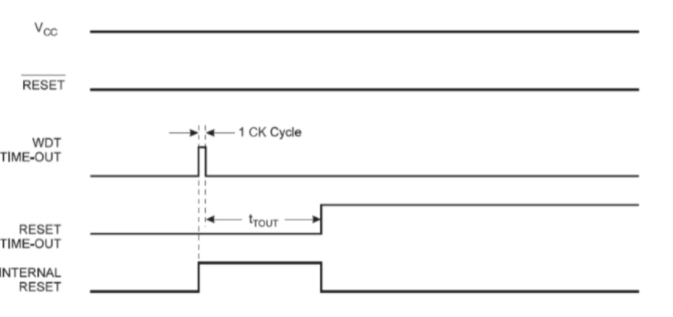 VCC
RESET
WDT
TIME-OUT
1 CK Cycle
tTOUT
RESET
TIME-OUT
INTERNAL
RESET